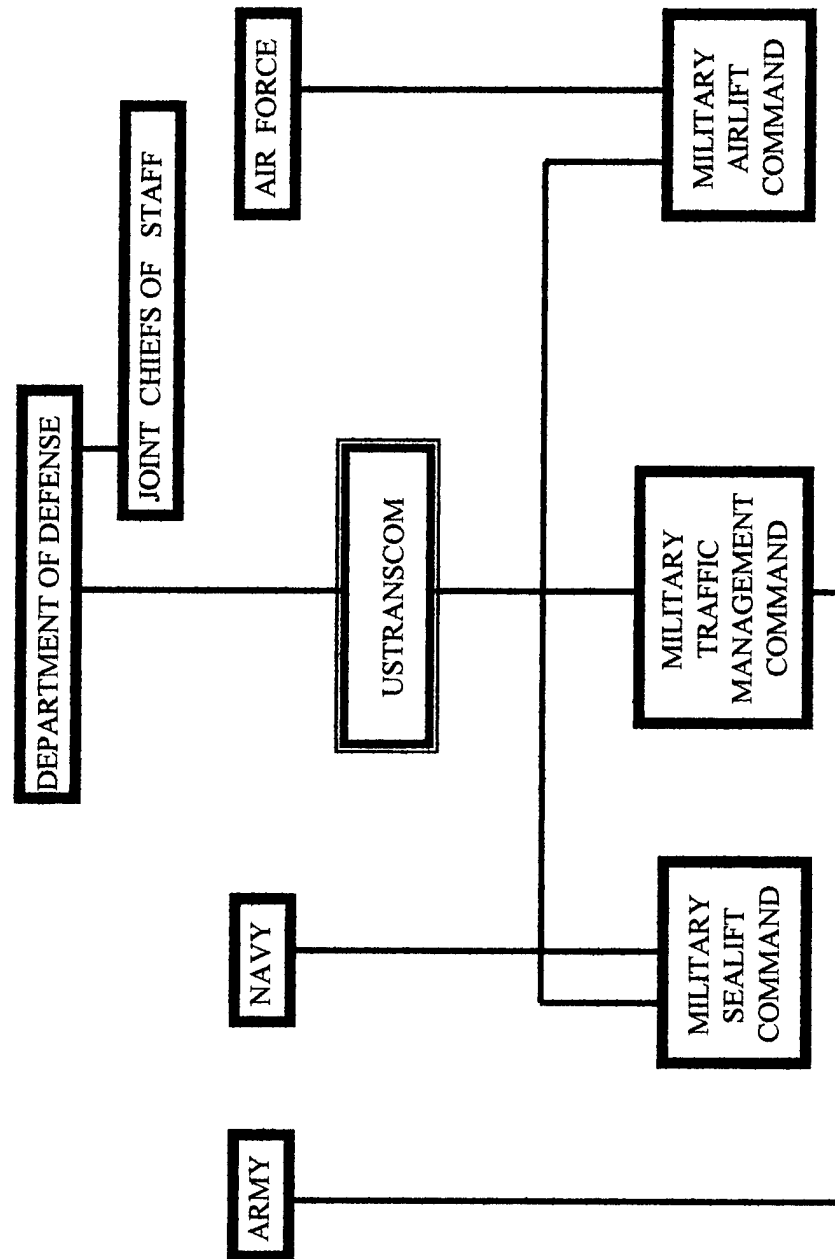 DEPARTMENT OF DEFENSE
JOINT CHIEFS OF STAFF
ARMY
NAVY
AIR FORCE
USTRANSCOM
MILITARY
SEALIFT
COMMAND
MILITARY
TRAFFIC
MANAGEMENT
COMMAND
MILITARY
AIRLIFT
COMMAND